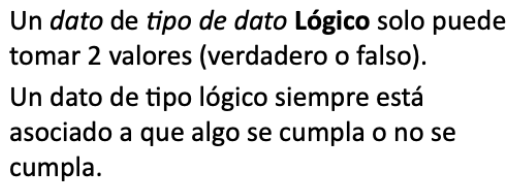 Un dato de tipo de dato Lógico solo puede
tomar 2 valores (verdadero o falso).
Un dato de tipo lógico siempre está
asociado a que algo se cumpla o no se
cumpla.